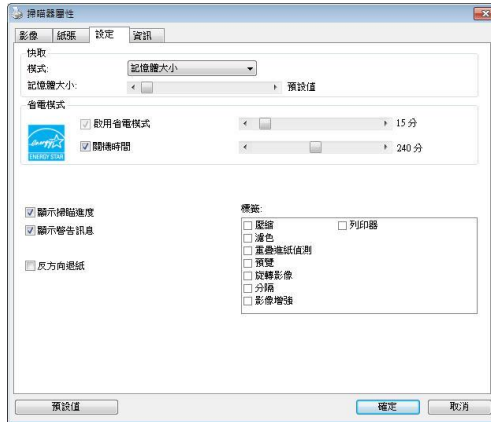 掃瞄器屬性
影像 紙張 設定 資訊
快取
模式: 記憶體大小
記憶體大小: 預設值
省電模式
啟用省電模式 15 分
關機時間 240 分
ENERGY STAR
顯示掃瞄進度
顯示警告訊息
反方向退紙
標籤:
壓縮 列印器
濾色
重疊進紙偵測
預覽
旋轉影像
分隔
影像增強
預設值 確定 取消